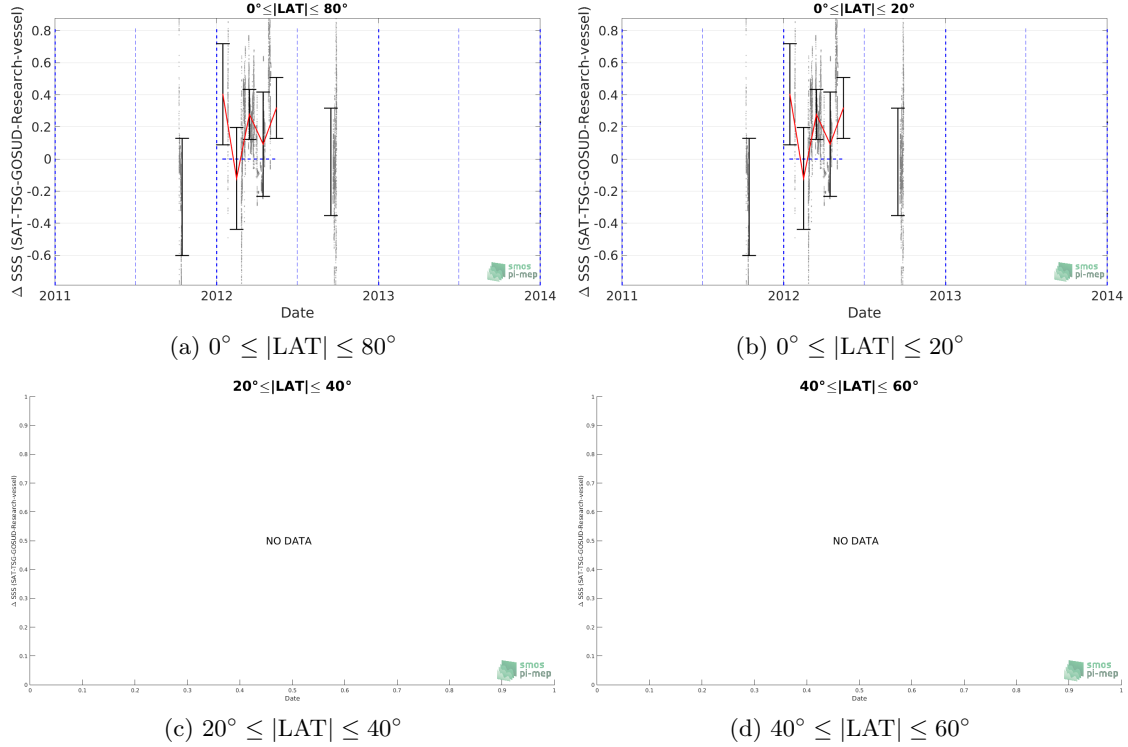 0°≤|LAT|≤ 80°
Δ SSS (SAT-TSG-GOSUD-Research-vessel)
0.8
0.6
0.4
0.2
0
-0.2
-0.4
-0.6
2011 2012 2013 2014
Date
smos
pi-mep
(a) 0° ≤ |LAT| ≤ 80°
0°≤|LAT|≤ 20°
Δ SSS (SAT-TSG-GOSUD-Research-vessel)
0.8
0.6
0.4
0.2
0
-0.2
-0.4
-0.6
2011 2012 2013 2014
Date
smos
pi-mep
(b) 0° ≤ |LAT| ≤ 20°
20°≤|LAT|≤ 40°
Δ SSS (SAT-TSG-GOSUD-Research-vessel)
1
0.9
0.8
0.7
0.6
0.5
0.4
0.3
0.2
0.1
0
NO DATA
0 0.1 0.2 0.3 0.4 0.5 0.6 0.7 0.8 0.9 1
Date
smos
pi-mep
(c) 20° ≤ |LAT| ≤ 40°
40°≤|LAT|≤ 60°
Δ SSS (SAT-TSG-GOSUD-Research-vessel)
1
0.9
0.8
0.7
0.6
0.5
0.4
0.3
0.2
0.1
0
NO DATA
0 0.1 0.2 0.3 0.4 0.5 0.6 0.7 0.8 0.9 1
Date
smos
pi-mep
(d) 40° ≤ |LAT| ≤ 60°